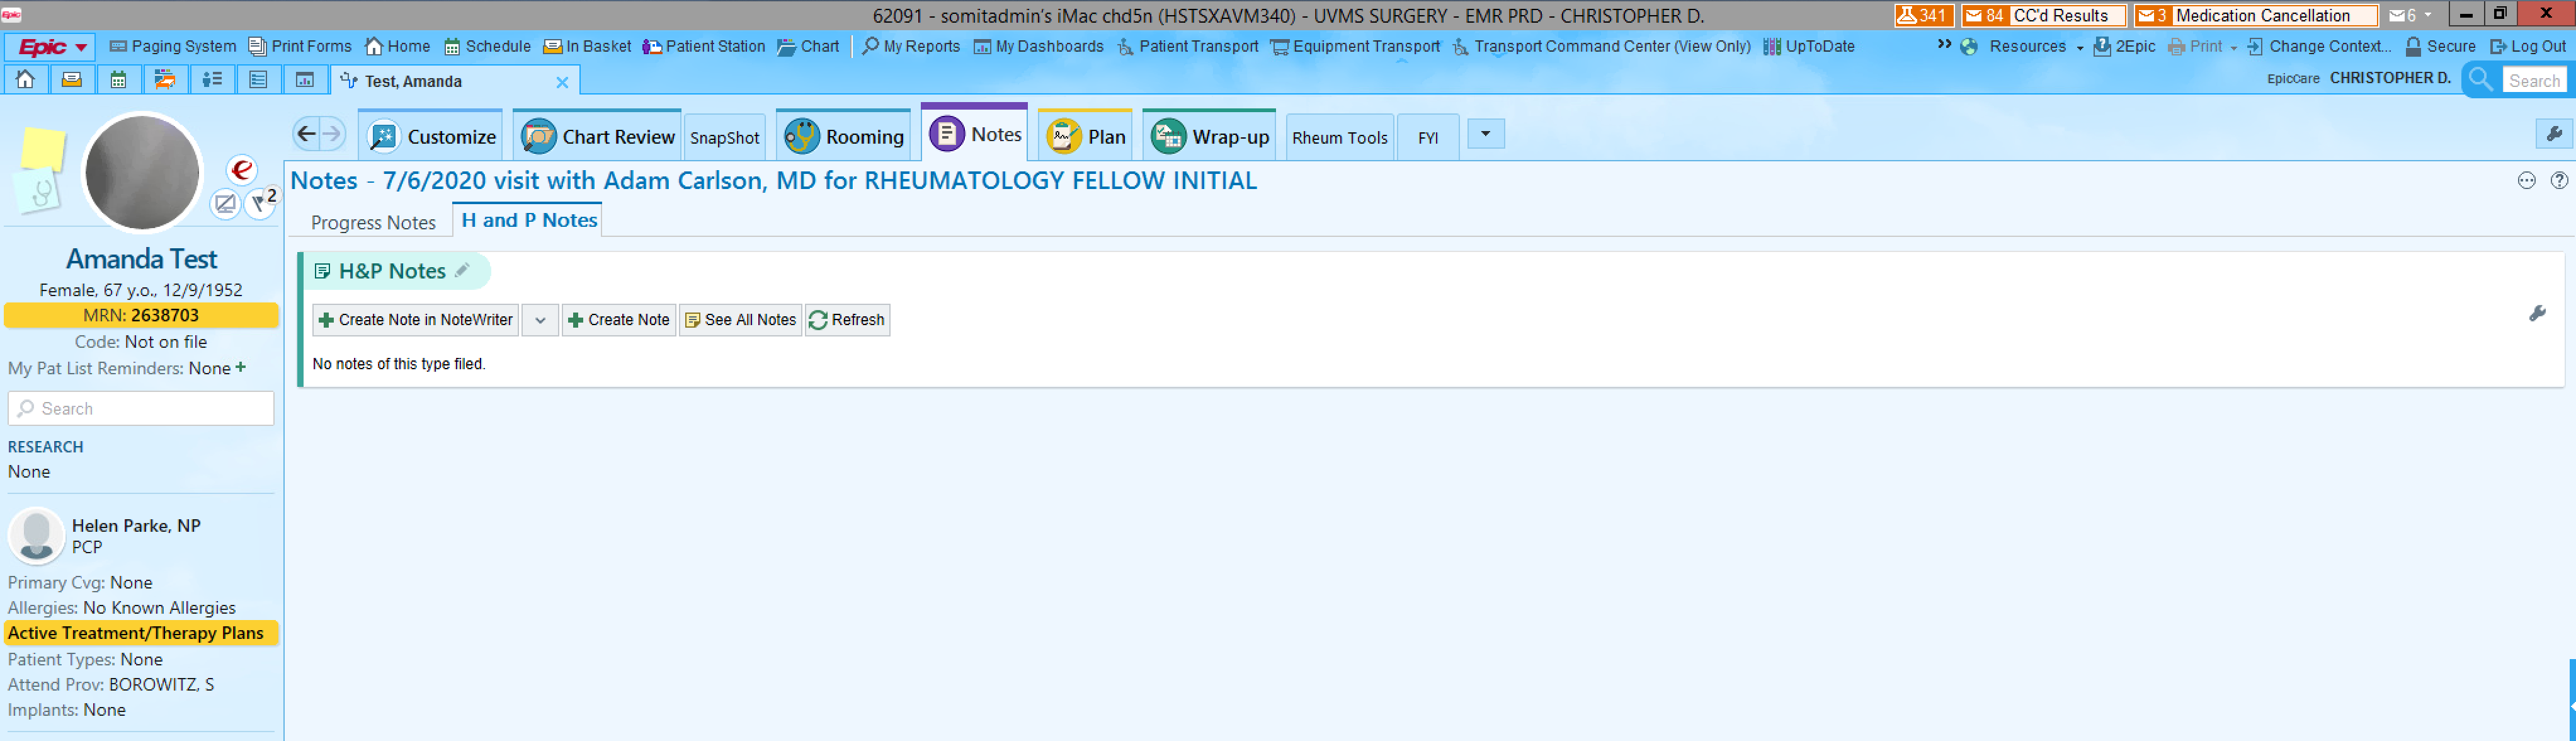 Epic 62091 - somitadmin's iMac chd5n (HSTSXAVM340) - UVMS SURGERY - EMR PRD - CHRISTOPHER D. 341 84 CC'd Results 3 Medication Cancellation 6
Epic Paging System Print Forms Home Schedule In Basket Patient Station Chart My Reports My Dashboards Patient Transport Equipment Transport Transport Command Center (View Only) UpToDate Resources 2Epic Print Change Context... Secure Log Out
Test, Amanda EpicCare CHRISTOPHER D. Search
Customize Chart Review SnapShot Rooming Notes Plan Wrap-up Rheum Tools FYI
Notes - 7/6/2020 visit with Adam Carlson, MD for RHEUMATOLOGY FELLOW INITIAL
Progress Notes H and P Notes
H&P Notes
Create Note in NoteWriter Create Note See All Notes Refresh
No notes of this type filed.
2
Amanda Test
Female, 67 y.o., 12/9/1952
MRN: 2638703
Code: Not on file
My Pat List Reminders: None +
Search
RESEARCH
None
Helen Parke, NP
PCP
Primary Cvg: None
Allergies: No Known Allergies
Active Treatment/Therapy Plans
Patient Types: None
Attend Prov: BOROWITZ, S
Implants: None